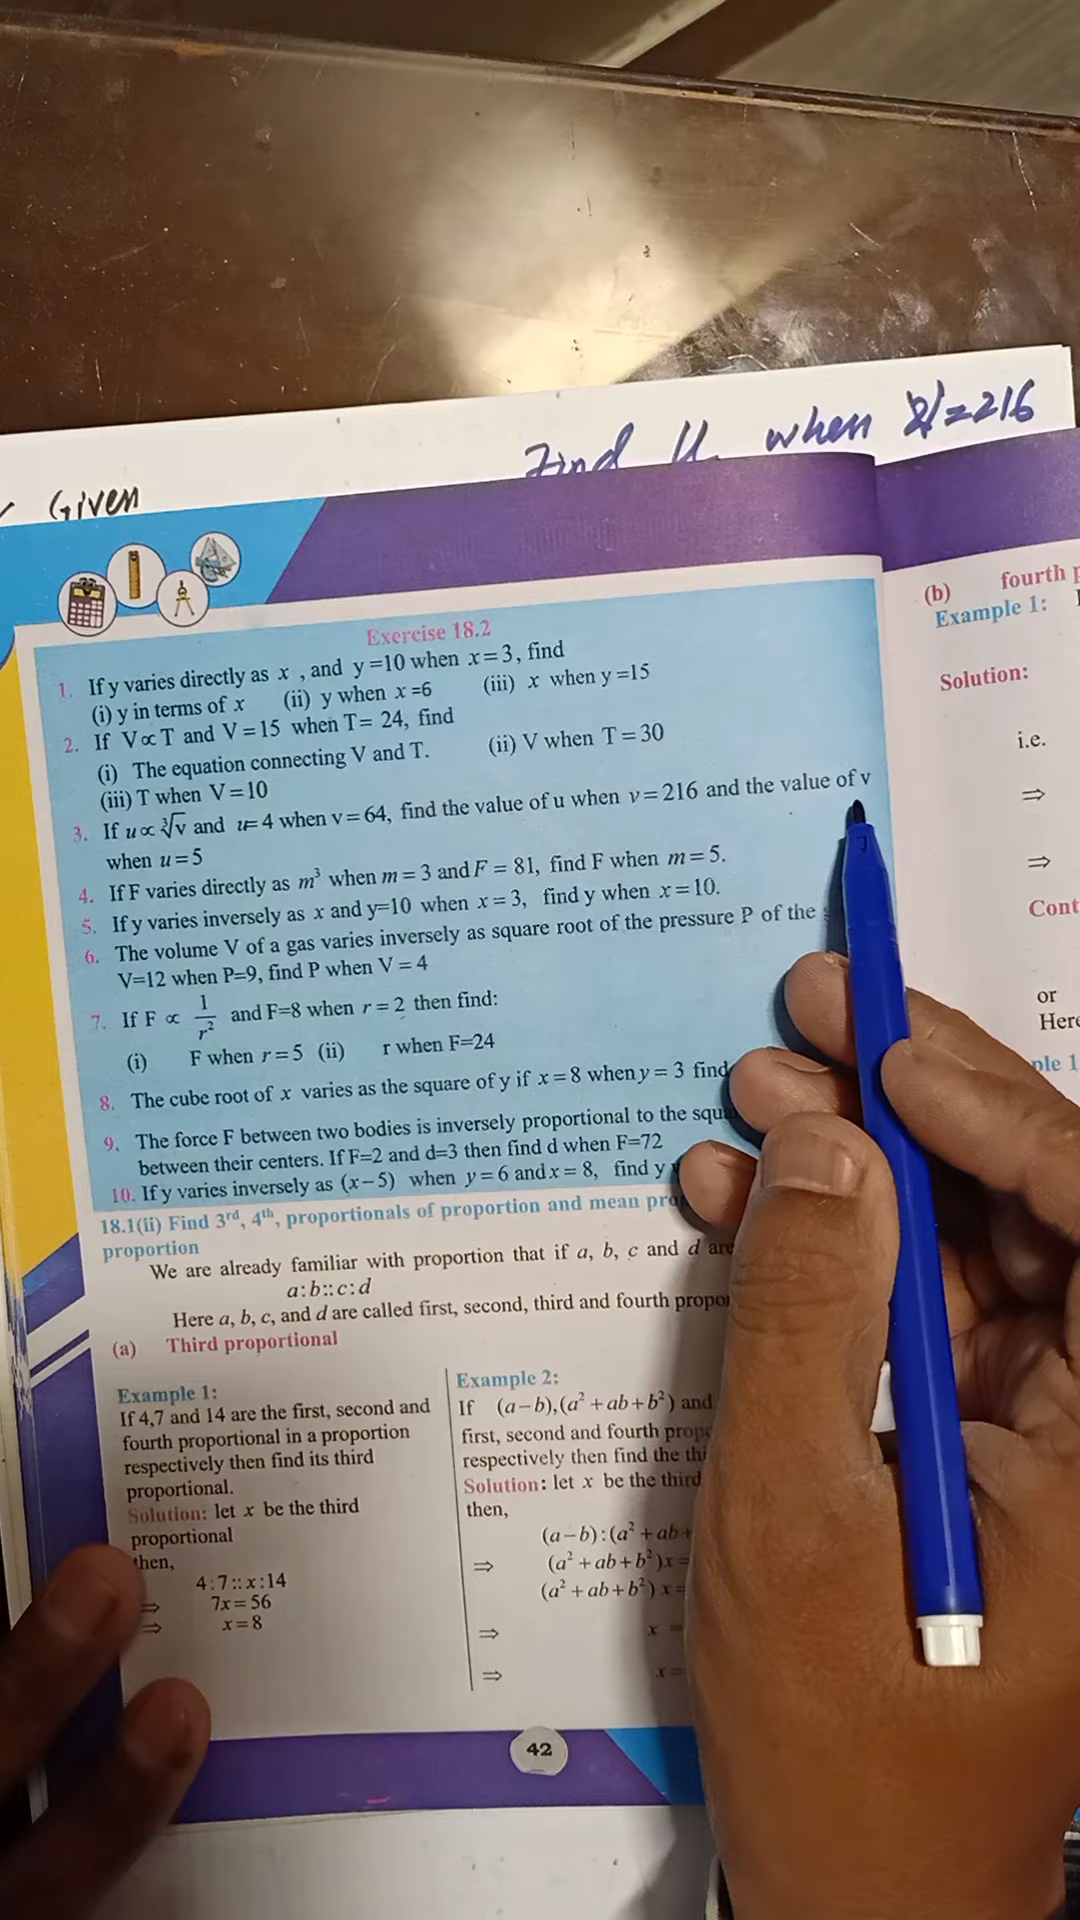 Find u when v=216
Given
Exercise 18.2
1. If y varies directly as x , and y=10 when x=3, find
(i) y in terms of x (ii) y when x=6 (iii) x when y=15
2. If V∝T and V=15 when T= 24, find
(i) The equation connecting V and T. (ii) V when T=30
(iii) T when V=10
3. If u∝∛v and u=4 when v=64, find the value of u when v=216 and the value of v
when u=5
4. If F varies directly as m³ when m=3 and F = 81, find F when m=5.
5. If y varies inversely as x and y=10 when x=3, find y when x=10.
6. The volume V of a gas varies inversely as square root of the pressure P of the
V=12 when P=9, find P when V = 4
7. If F ∝ 1/r² and F=8 when r=2 then find:
(i) F when r=5 (ii) r when F=24
8. The cube root of x varies as the square of y if x=8 when y=3 find
9. The force F between two bodies is inversely proportional to the
between their centers. If F=2 and d=3 then find d when F=72
10. If y varies inversely as (x−5) when y=6 and x=8, find y
18.1(ii) Find 3rd, 4th, proportionals of proportion and mean
proportion
We are already familiar with proportion that if a, b, c and d are
a:b::c:d
Here a, b, c, and d are called first, second, third and fourth
(a) Third proportional
Example 1:
If 4,7 and 14 are the first, second and
fourth proportional in a proportion
respectively then find its third
proportional.
Solution: let x be the third
proportional
then,
4:7::x:14
⇒ 7x=56
⇒ x=8
Example 2:
If (a−b),(a²+ab+b²) and
first, second and fourth
respectively then find the
Solution: let x be the third
then,
(a−b):(a²+ab+
⇒ (a²+ab+b²)x=
(a²+ab+b²) x=
⇒ x =
⇒ x=
42
(b) fourth
Example 1:
Solution:
i.e.
⇒
⇒
or
Here